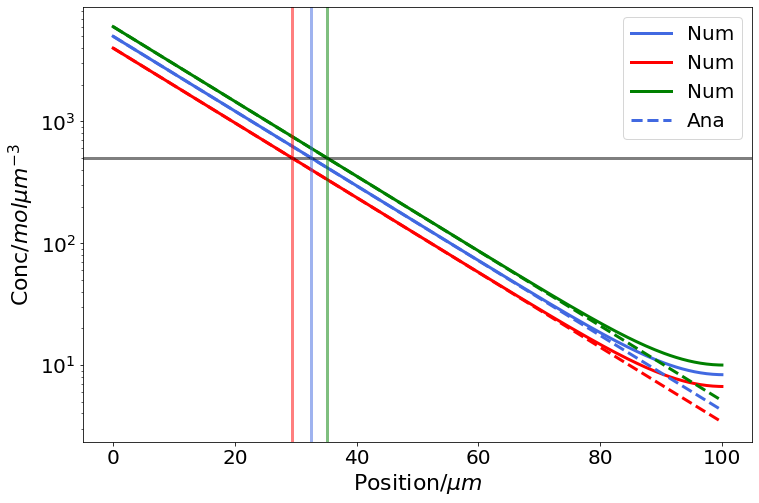 Num
Num
Num
Ana
10³
10²
10¹
Conc/molμm⁻³
0 20 40 60 80 100
Position/μm